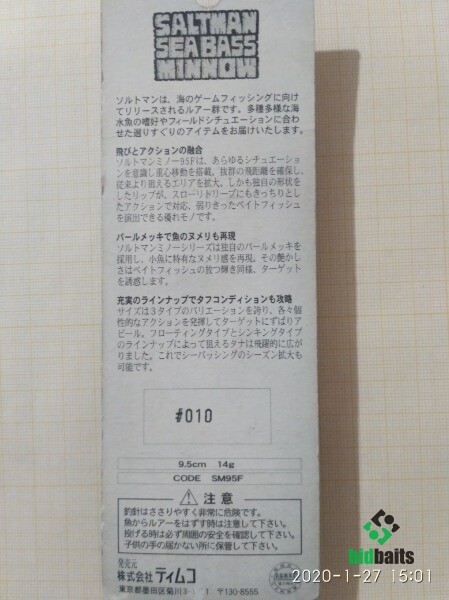 SALTMAN
SEA BASS
MINNOW
ソルトマンは、海のゲームフィッシングに向け
てリリースされるルアー群です。多種多様な海
水魚の嗜好やフィールドシチュエーションに合わ
せた選りすぐりのアイテムをお届けいたします。
飛びとアクションの融合
ソルトマンミノー95Fは、あらゆるシチュエーション
を意識し重心移動を搭載。抜群の飛距離を確保し、
従来より狙えるエリアを拡大。しかも独自の形状を
したリップが、スローリトリーブにもきっちりとし
たアクションで対応、弱りきったベイトフィッシュ
を演出できる優れモノです。
パールメッキで魚のヌメリも再現
ソルトマンミノーシリーズは独自のパールメッキを
採用し、小魚に特有なヌメリ感を再現。その艶かし
さはベイトフィッシュの放つ輝き同様、ターゲット
を誘惑します。
充実のラインナップでタフコンディションも攻略
サイズは3タイプのバリエーションを誇り、各々個
性的なアクションを発揮してターゲットにずばりア
ピール。フローティングタイプとシンキングタイプ
のラインナップによって狙えるタナは飛躍的に広が
りました。これでシーバッシングのシーズン拡大も
可能です。
#010
9.5cm 14g
CODE SM95F
注意
釣針はささりやすく非常に危険です。
魚からルアーをはずす時は注意して下さい。
投げる時は必ず周囲の安全を確認して下さい。
子供の手の届かない所に保管して下さい。
発売元
株式会社ティムコ
東京都墨田区菊川3 1 〒130-8555
bidbaits
2020-1-27 15:01